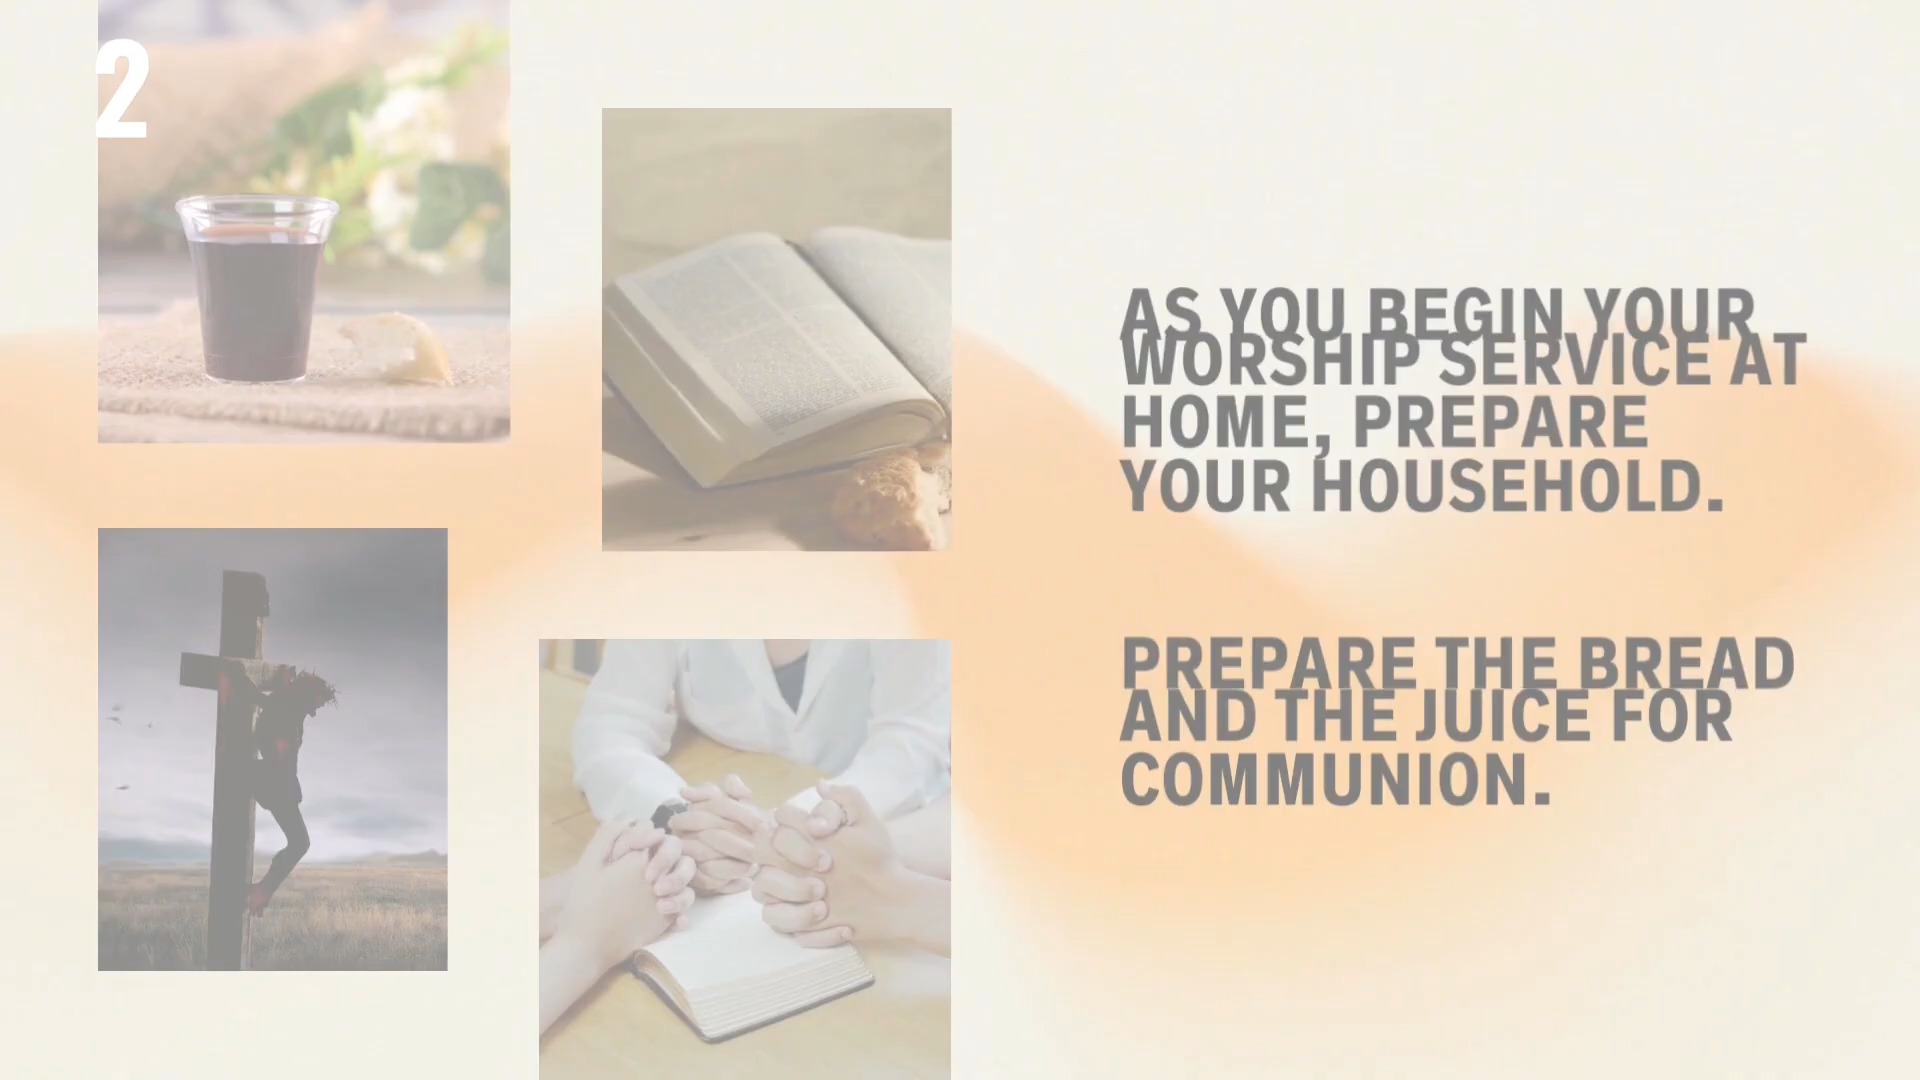 2
AS YOU BEGIN YOUR
WORSHIP SERVICE AT
HOME, PREPARE
YOUR HOUSEHOLD.
PREPARE THE BREAD
AND THE JUICE FOR
COMMUNION.